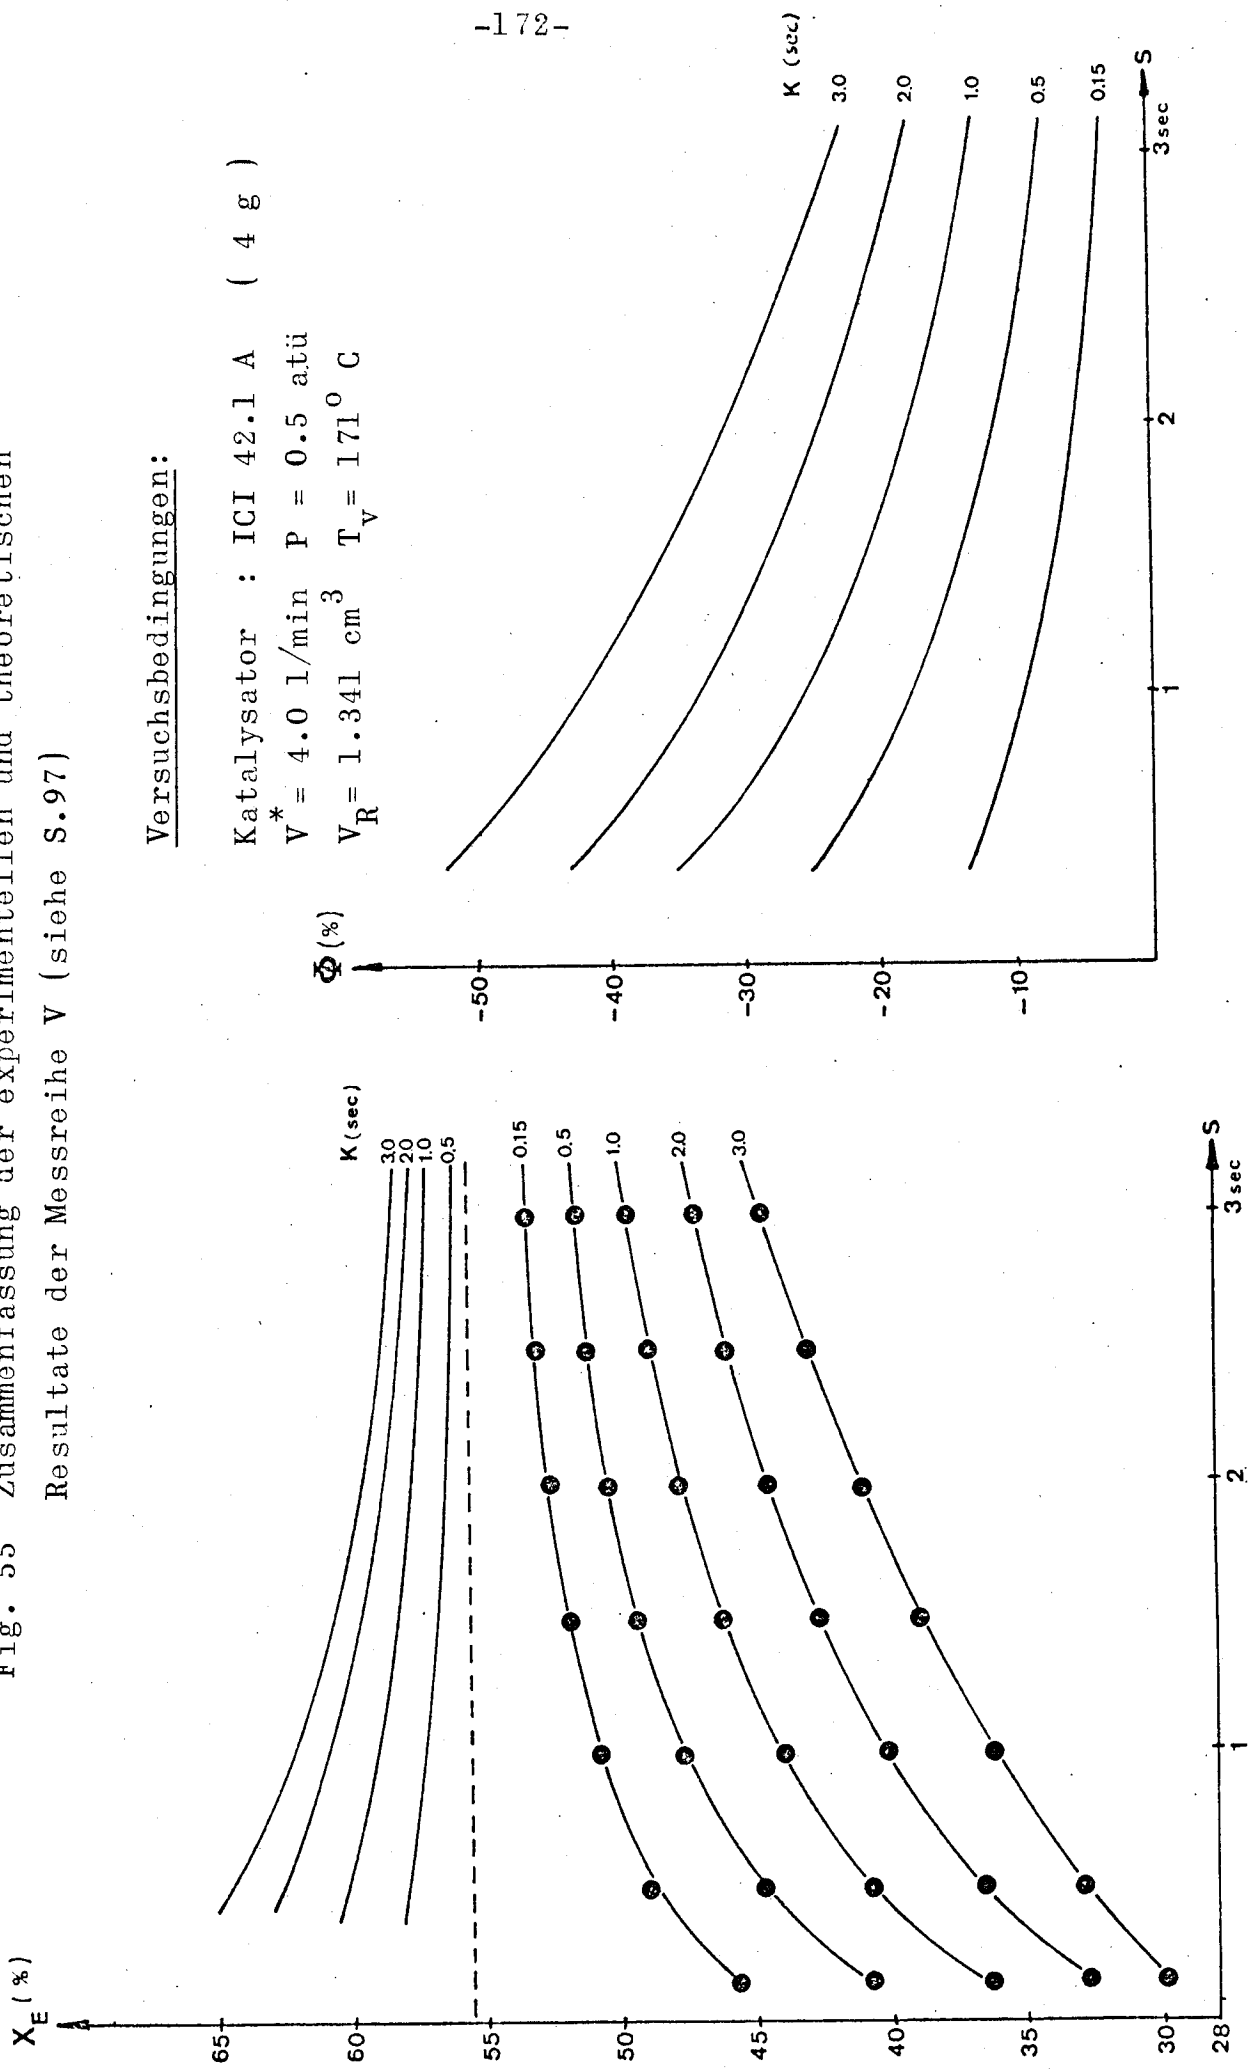 -172-
Fig. 55 Zusammenfassung der experimentellen und theoretischen
Resultate der Messreihe V (siehe S.97)
Versuchsbedingungen:
Katalysator : ICI 42.1 A ( 4 g )
V* = 4.0 l/min P = 0.5 atü
V_R = 1.341 cm³ T_v = 171° C
X_E (%)
65
60
55
50
45
40
35
30
28
K (sec)
3.0
2.0
1.0
0.5
0.15
0.5
1.0
2.0
3.0
1
2
3 sec
S
Φ (%)
-50
-40
-30
-20
-10
K (sec)
3.0
2.0
1.0
0.5
0.15
1
2
3 sec
S